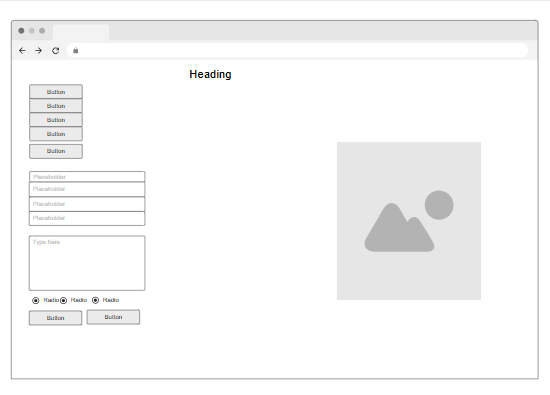 Heading
Button
Button
Button
Button
Button
Placeholder
Placeholder
Placeholder
Placeholder
Type here
Radio Radio Radio
Button Button